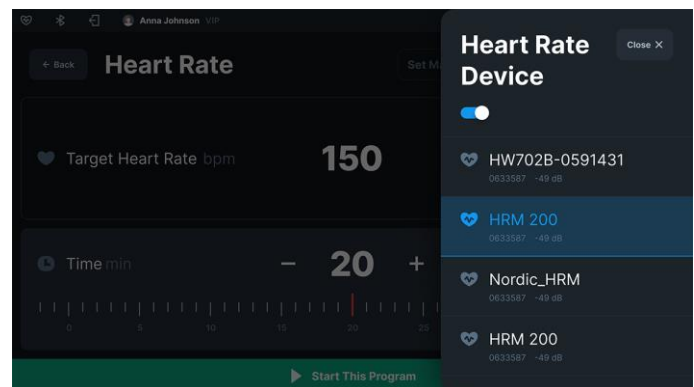 Anna Johnson VIP
← Back
Heart Rate
Set M
Target Heart Rate bpm
150
Time min
− 20 +
0 5 10 15 20 25
Start This Program
Heart Rate
Device
Close X
HW702B-0591431
0633587 -49 dB
HRM 200
0633587 -49 dB
Nordic_HRM
0633587 -49 dB
HRM 200
0633587 -49 dB